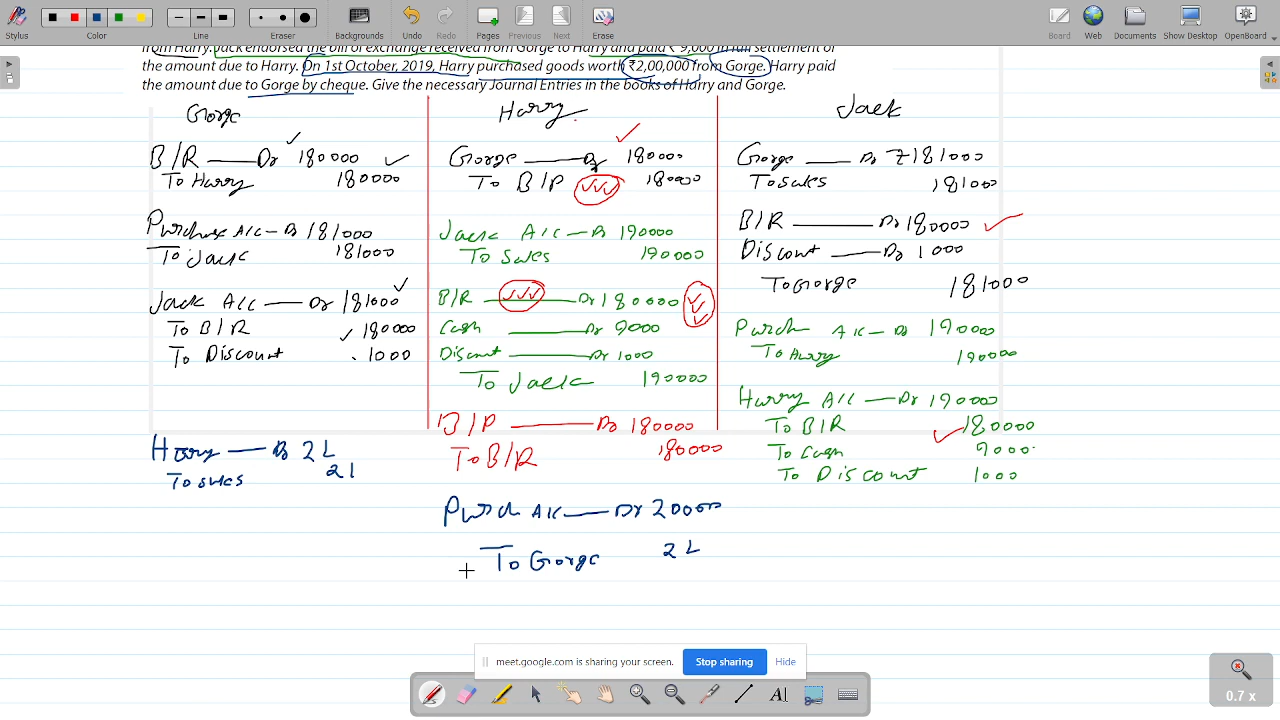 Stylus
Color
Line
Eraser
Backgrounds
Undo
Redo
Pages
Previous
Next
Erase
Board
Web
Documents
Show Desktop
OpenBoard
from Harry. Jack endorsed the bill of exchange received from Gorge to Harry and paid ₹ 9,000 in full settlement of
the amount due to Harry. On 1st October, 2019, Harry purchased goods worth ₹2,00,000 from Gorge. Harry paid
the amount due to Gorge by cheque. Give the necessary Journal Entries in the books of Harry and Gorge.
Gorge
B/R — Dr 180000
To Harry 180000
Purchase A/C — Dr 181000
To Jack 181000
Jack A/C — Dr 181000
To B/R 180000
To Discount 1000
Harry — Dr 2L
To sales 2L
Harry
Gorge — Dr 180000
To B/P 180000
Jack A/C — Dr 190000
To Sales 190000
B/R — Dr 180000
Cash — Dr 9000
Discount — Dr 1000
To Jack 190000
B/P — Dr 180000
To B/R 180000
Purch A/C — Dr 200000
To Gorge 2L
Jack
Gorge — Dr ₹181000
To Sales 181000
B/R — Dr 180000
Discount — Dr 1000
To Gorge 181000
Purch A/C — Dr 190000
To Harry 190000
Harry A/C — Dr 190000
To B/R 180000
To Cash 9000
To Discount 1000
meet.google.com is sharing your screen.
Stop sharing
Hide
0.7 x